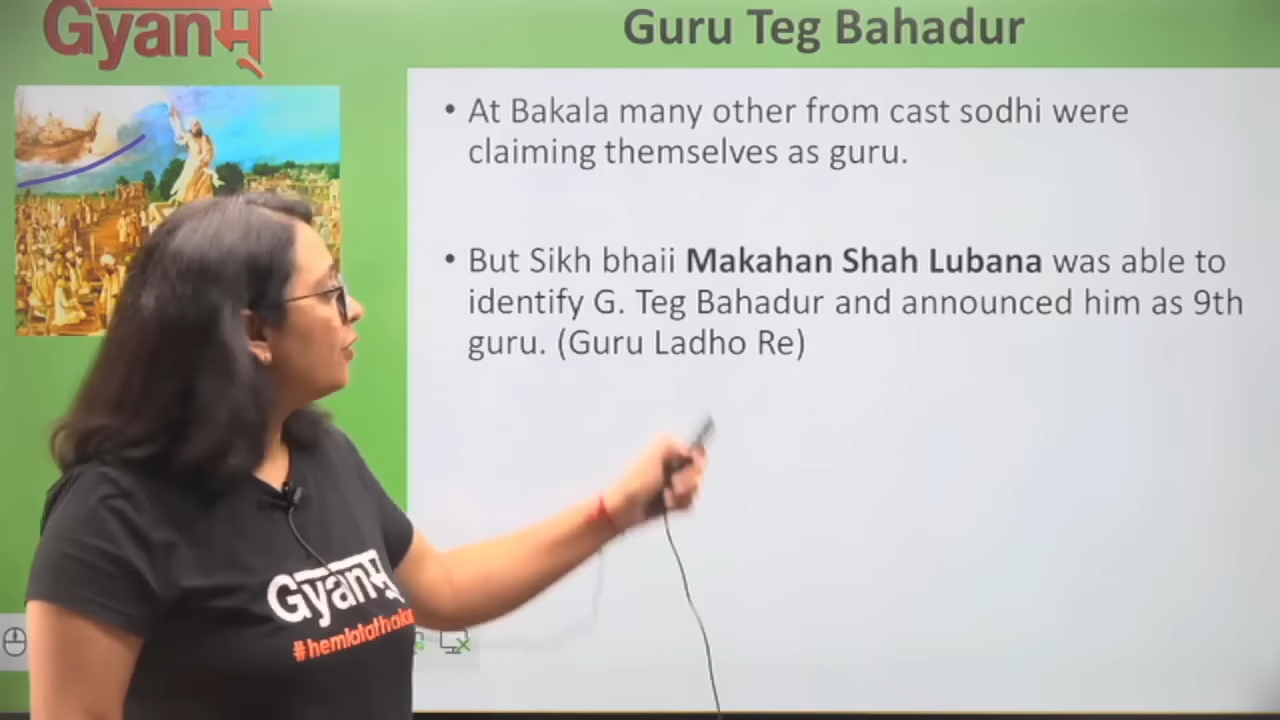 Gyanम्
Guru Teg Bahadur
• At Bakala many other from cast sodhi were
claiming themselves as guru.
• But Sikh bhaii Makahan Shah Lubana was able to
identify G. Teg Bahadur and announced him as 9th
guru. (Guru Ladho Re)
Gyanम्
#hemlatathaku